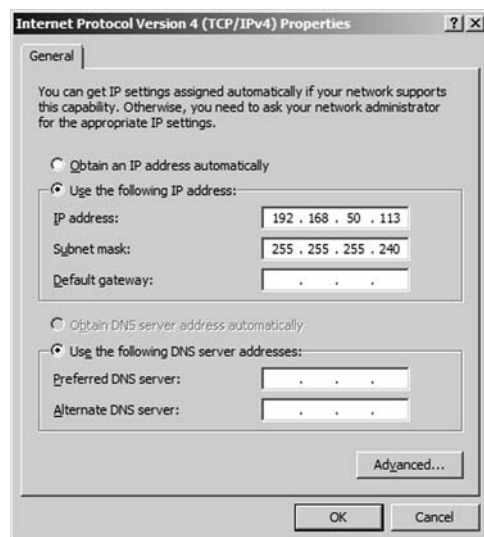 Internet Protocol Version 4 (TCP/IPv4) Properties ? X
General
You can get IP settings assigned automatically if your network supports
this capability. Otherwise, you need to ask your network administrator
for the appropriate IP settings.
Obtain an IP address automatically
Use the following IP address:
IP address: 192 . 168 . 50 . 113
Subnet mask: 255 . 255 . 255 . 240
Default gateway: . . .
Obtain DNS server address automatically
Use the following DNS server addresses:
Preferred DNS server: . . .
Alternate DNS server: . . .
Advanced...
OK Cancel